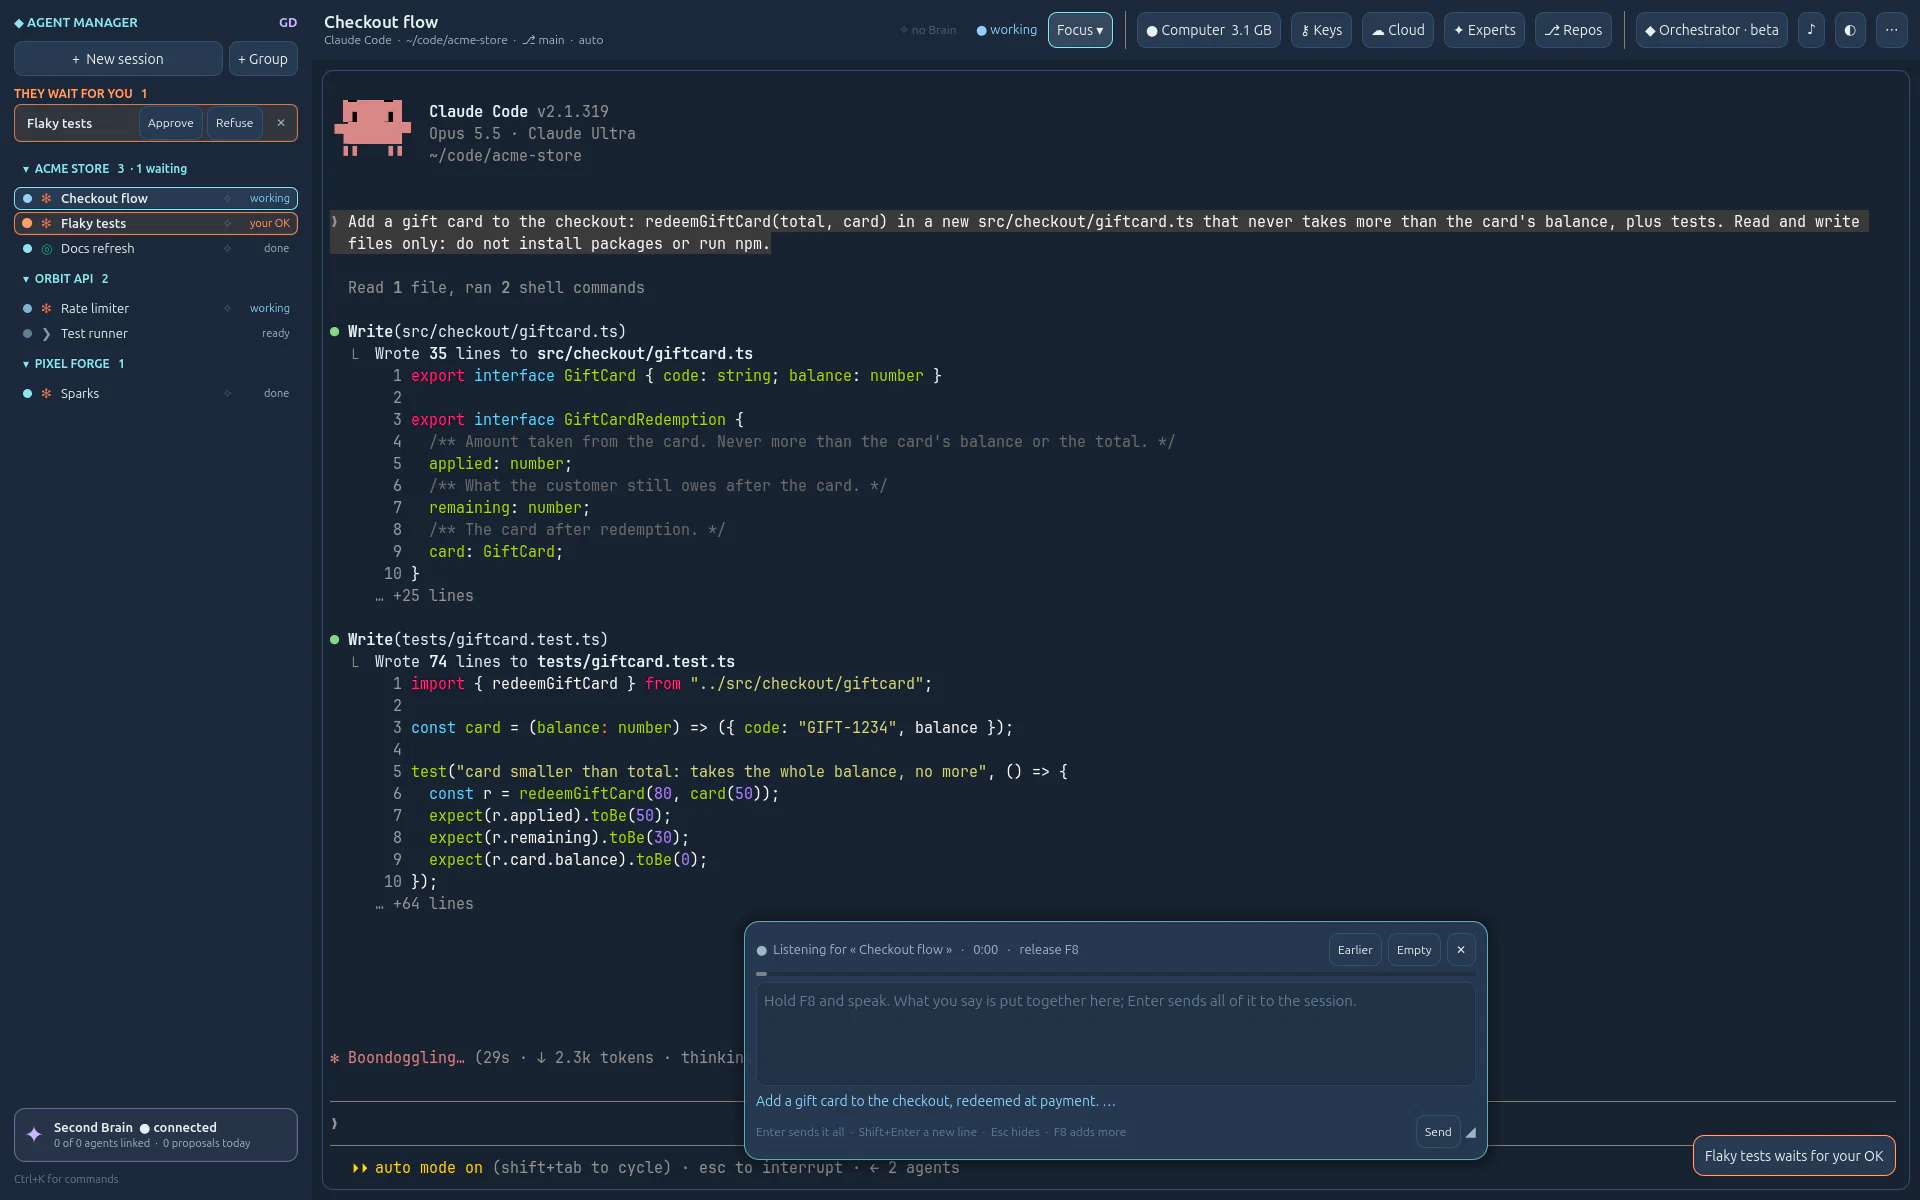 ◆ AGENT MANAGER GD
+ New session + Group
THEY WAIT FOR YOU 1
Flaky tests Approve Refuse ×
▾ ACME STORE 3 · 1 waiting
Checkout flow working
Flaky tests your OK
Docs refresh done
▾ ORBIT API 2
Rate limiter working
❯ Test runner ready
▾ PIXEL FORGE 1
Sparks done
Second Brain ● connected
0 of 0 agents linked · 0 proposals today
Ctrl+K for commands
Checkout flow
Claude Code · ~/code/acme-store · ⎇ main · auto
✧ no Brain ● working Focus ▾ ● Computer 3.1 GB Keys ☁ Cloud ✦ Experts ⎇ Repos ◆ Orchestrator · beta ♪ ◐ ⋯
Claude Code v2.1.319
Opus 5.5 · Claude Ultra
~/code/acme-store
❯ Add a gift card to the checkout: redeemGiftCard(total, card) in a new src/checkout/giftcard.ts that never takes more than the card's balance, plus tests. Read and write
files only: do not install packages or run npm.
Read 1 file, ran 2 shell commands
● Write(src/checkout/giftcard.ts)
└ Wrote 35 lines to src/checkout/giftcard.ts
1 export interface GiftCard { code: string; balance: number }
2
3 export interface GiftCardRedemption {
4 /** Amount taken from the card. Never more than the card's balance or the total. */
5 applied: number;
6 /** What the customer still owes after the card. */
7 remaining: number;
8 /** The card after redemption. */
9 card: GiftCard;
10 }
… +25 lines
● Write(tests/giftcard.test.ts)
└ Wrote 74 lines to tests/giftcard.test.ts
1 import { redeemGiftCard } from "../src/checkout/giftcard";
2
3 const card = (balance: number) => ({ code: "GIFT-1234", balance });
4
5 test("card smaller than total: takes the whole balance, no more", () => {
6 const r = redeemGiftCard(80, card(50));
7 expect(r.applied).toBe(50);
8 expect(r.remaining).toBe(30);
9 expect(r.card.balance).toBe(0);
10 });
… +64 lines
✻ Boondoggling… (29s · ↓ 2.3k tokens · thinkin
❯
⏵⏵ auto mode on (shift+tab to cycle) · esc to interrupt · ← 2 agents
● Listening for « Checkout flow » · 0:00 · release F8 Earlier Empty ×
Hold F8 and speak. What you say is put together here; Enter sends all of it to the session.
Add a gift card to the checkout, redeemed at payment. …
Enter sends it all · Shift+Enter a new line · Esc hides · F8 adds more Send
Flaky tests waits for your OK